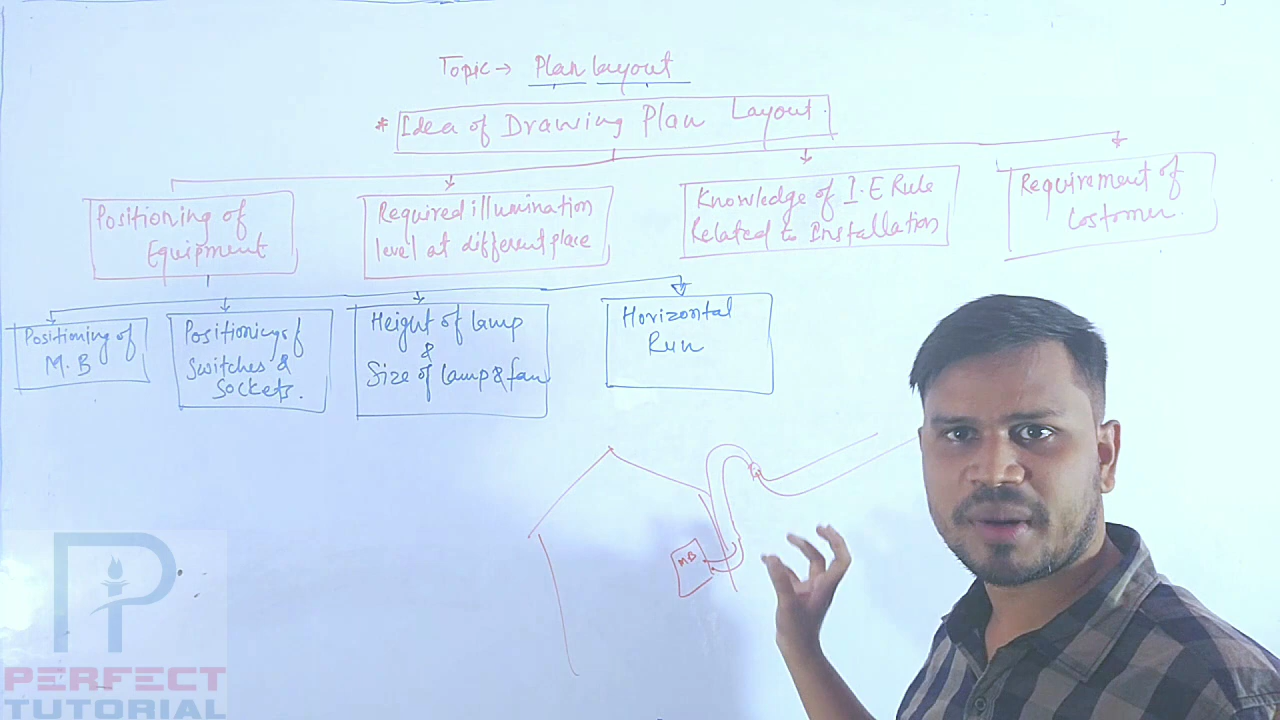 Topic → Plan layout
* Idea of Drawing Plan Layout.
Positioning of
Equipment
Required illumination
level at different place
Knowledge of I.E Rule
Related to Installation
Requirement of
Costomer.
Positioning of
M.B
Positioning of
Switches &
Sockets.
Height of lamp
&
Size of lamp & fan
Horizontal
Run
M.B
PERFECT
TUTORIAL